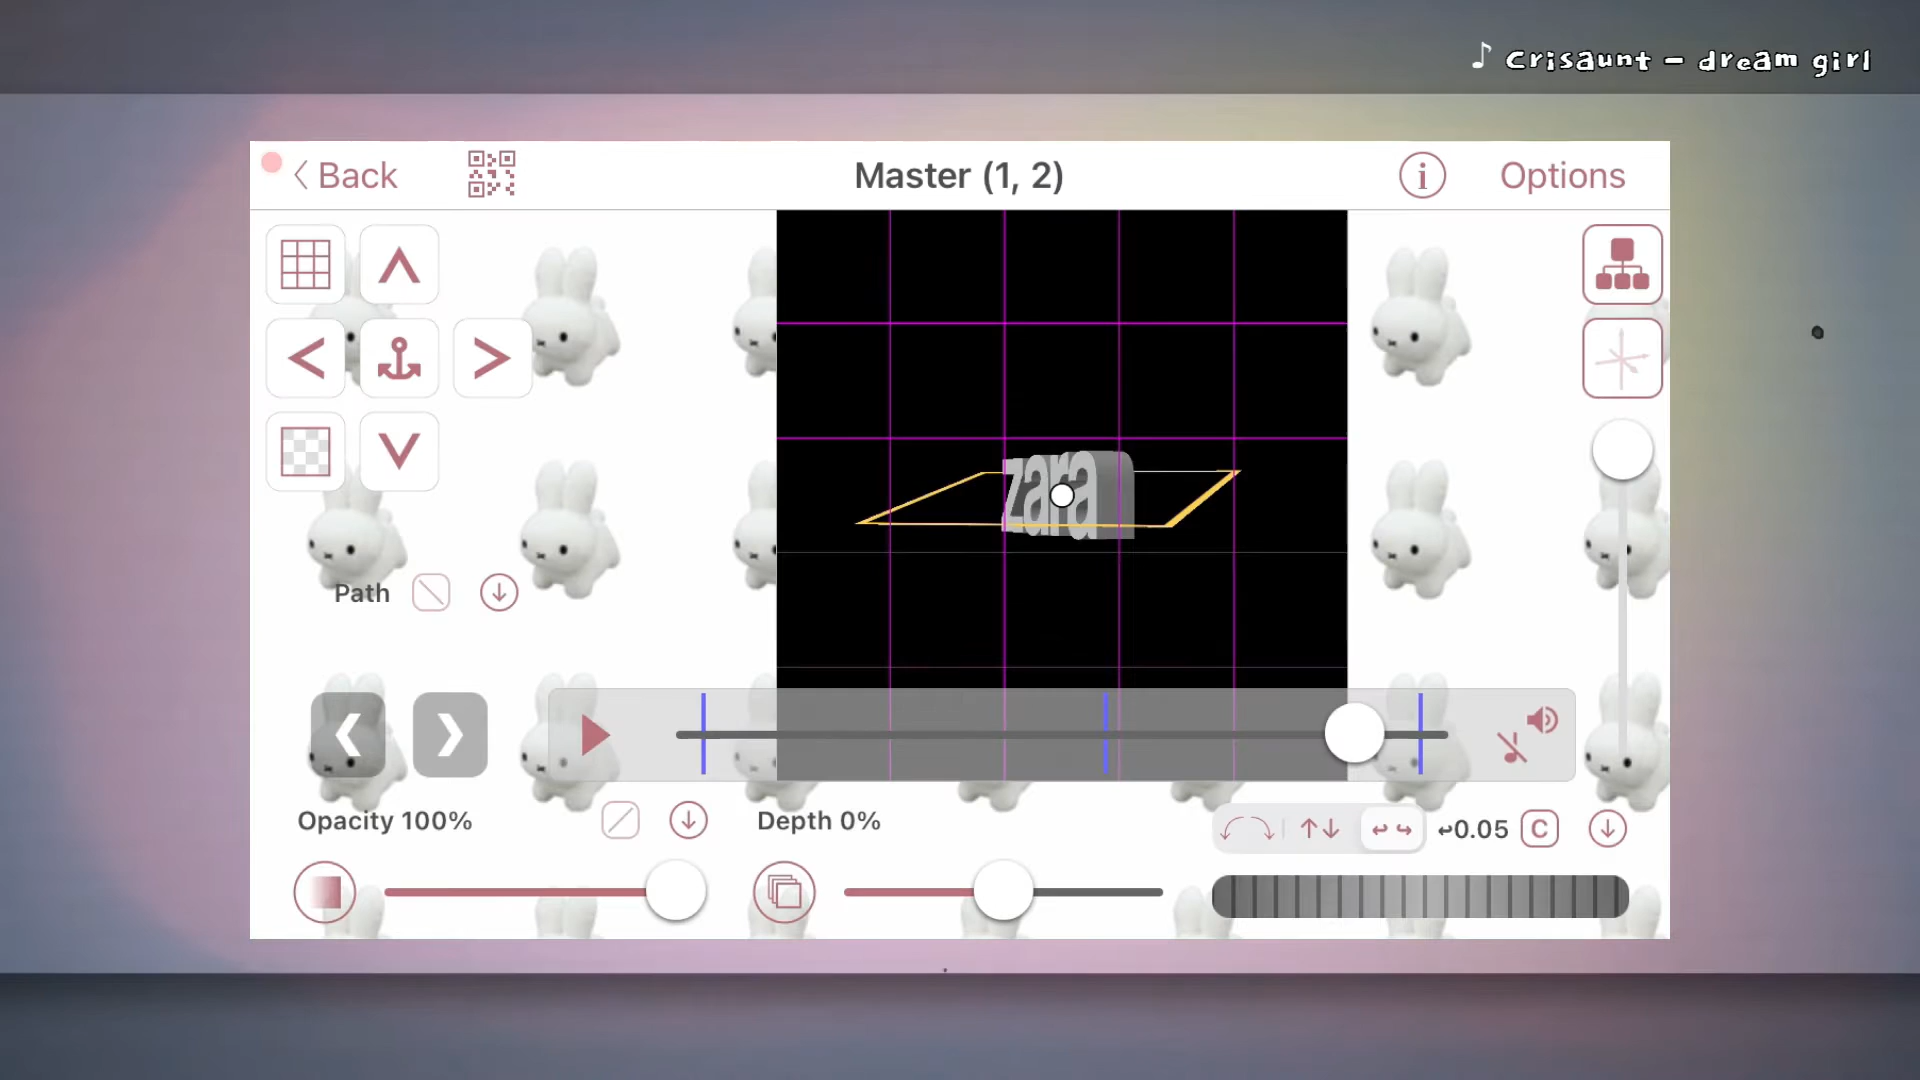 ♪ Crisaunt - dream girl
Back
Master (1, 2)
i
Options
zara
Path
Opacity 100%
Depth 0%
↩0.05
C